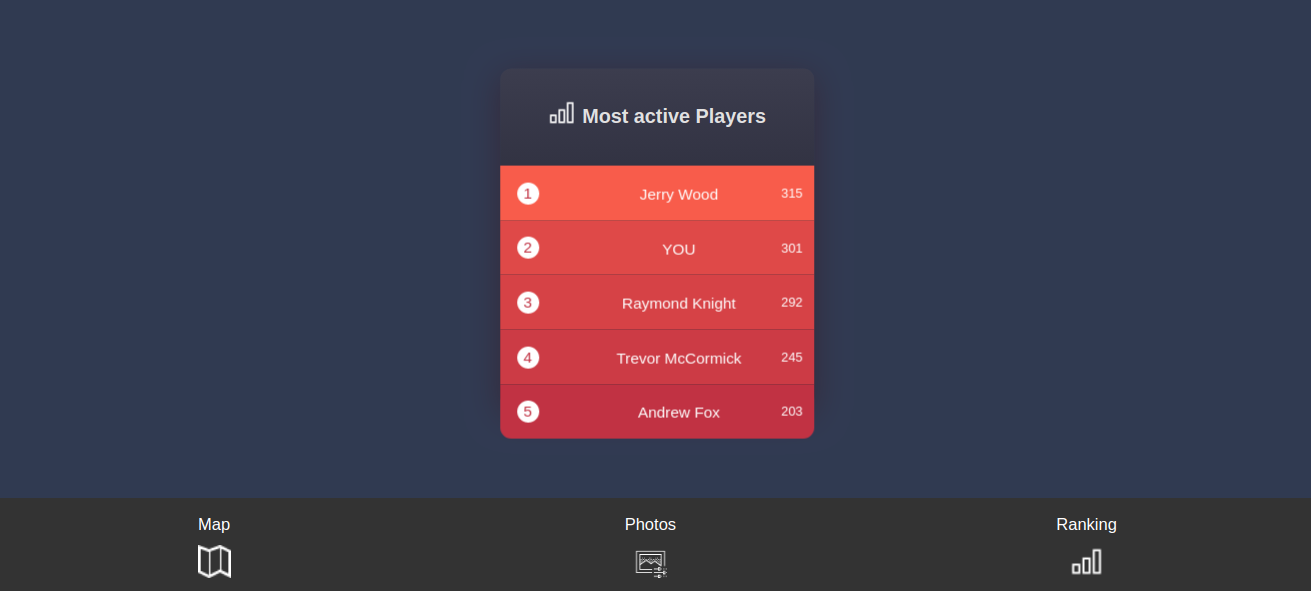 Most active Players
1 Jerry Wood 315
2 YOU 301
3 Raymond Knight 292
4 Trevor McCormick 245
5 Andrew Fox 203
Map Photos Ranking